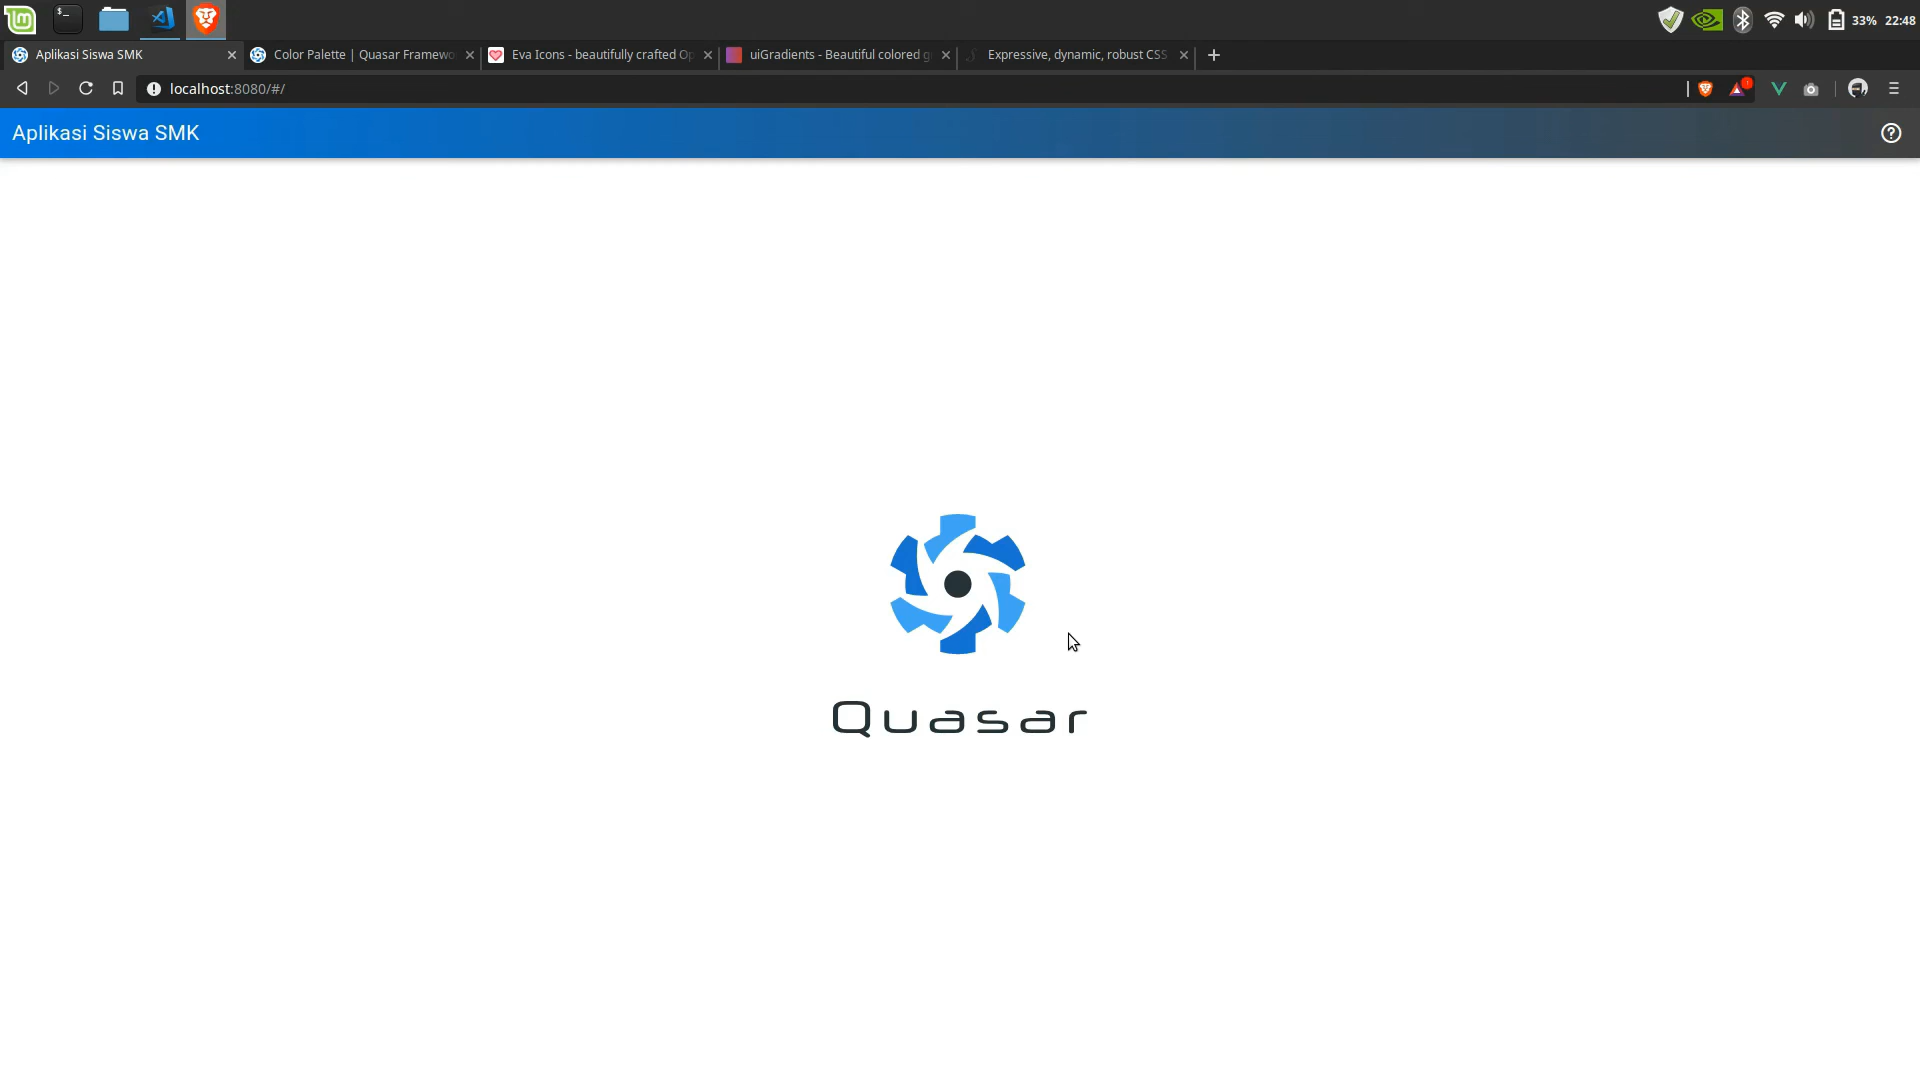 33% 22:48
Aplikasi Siswa SMK
Color Palette | Quasar Framewo
Eva Icons - beautifully crafted Op
uiGradients - Beautiful colored g
Expressive, dynamic, robust CSS
localhost:8080/#/
Aplikasi Siswa SMK
Quasar